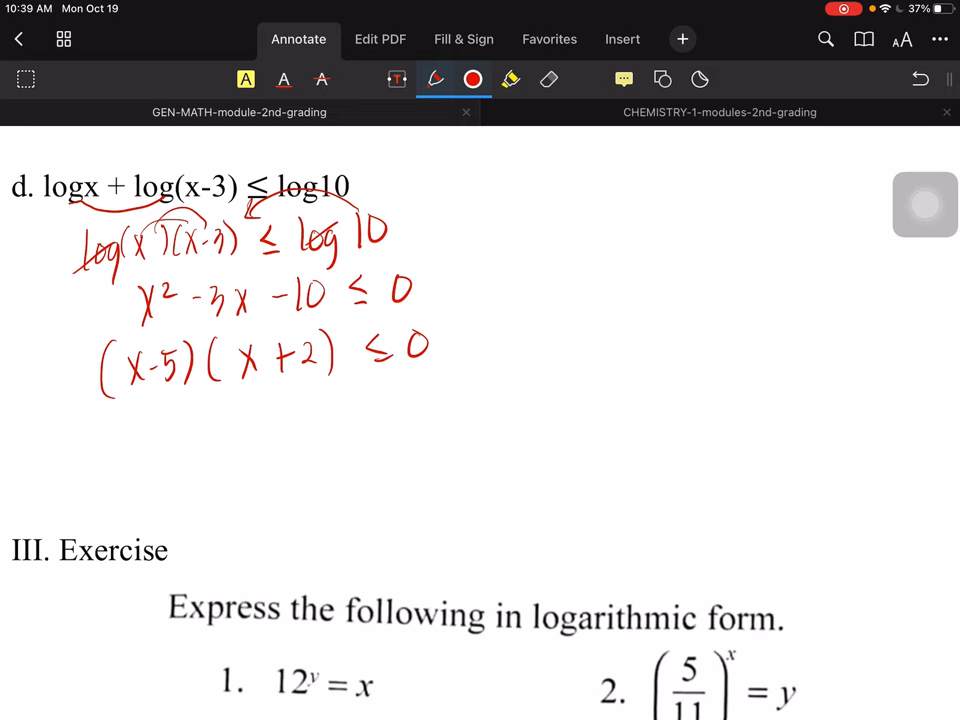 10:39 AM Mon Oct 19 37%
Annotate Edit PDF Fill & Sign Favorites Insert
AA
A A A T
GEN-MATH-module-2nd-grading CHEMISTRY-1-modules-2nd-grading
d. logx + log(x-3) ≤ log10
log(x)(x-3) ≤ log 10
x² - 3x - 10 ≤ 0
(x-5)(x+2) ≤ 0
III. Exercise
Express the following in logarithmic form.
1. 12ʸ = x 2. (5/11)ˣ = y